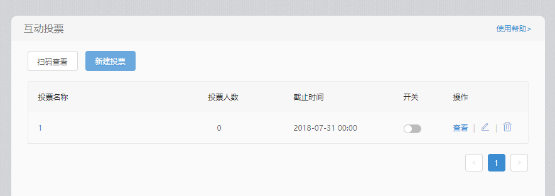 互动投票 使用帮助>
扫码查看 新建投票
投票名称 投票人数 截止时间 开关 操作
1 0 2018-07-31 00:00 查看 | |
< 1 >